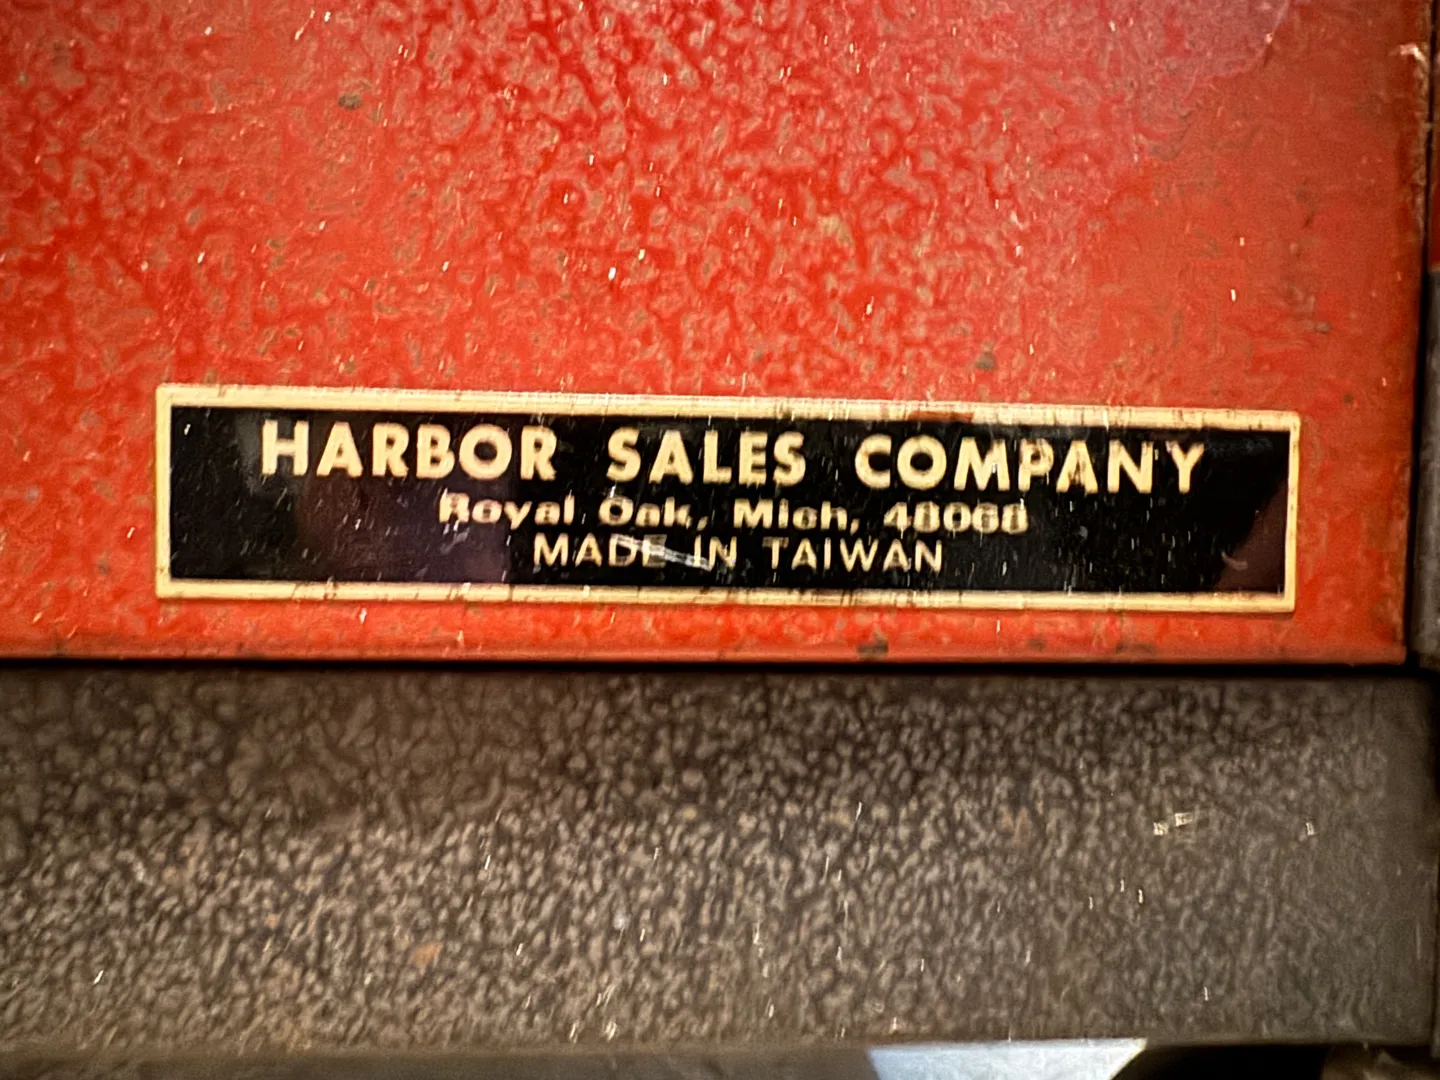 HARBOR SALES COMPANY
Royal Oak, Mich, 48068
MADE IN TAIWAN